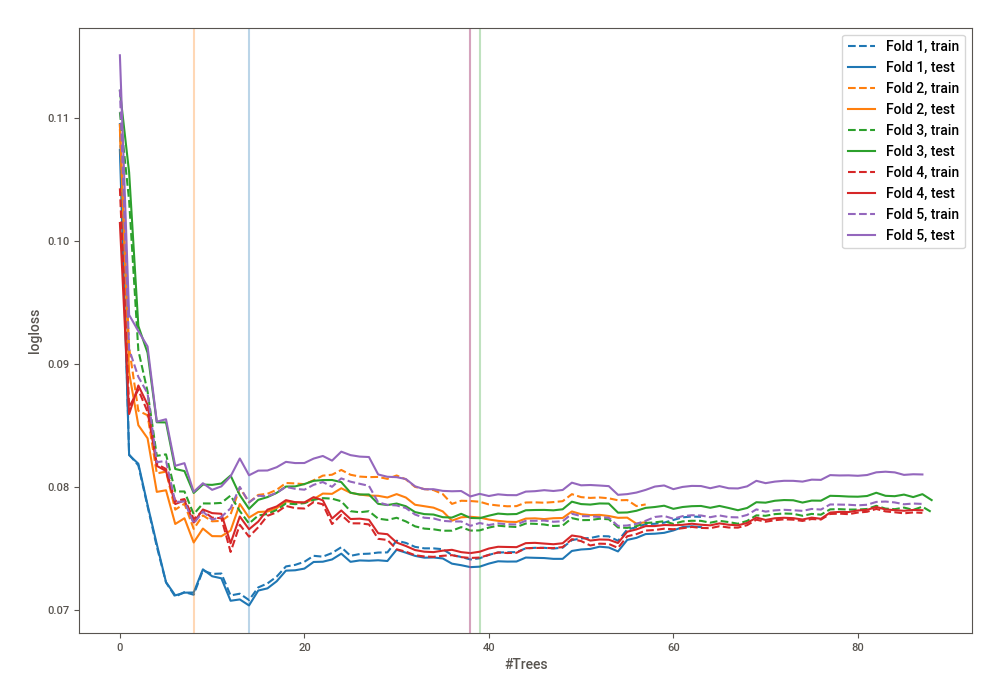 Fold 1, train
Fold 1, test
Fold 2, train
Fold 2, test
Fold 3, train
Fold 3, test
Fold 4, train
Fold 4, test
Fold 5, train
Fold 5, test
0.11
0.10
0.09
0.08
0.07
logloss
0 20 40 60 80
#Trees